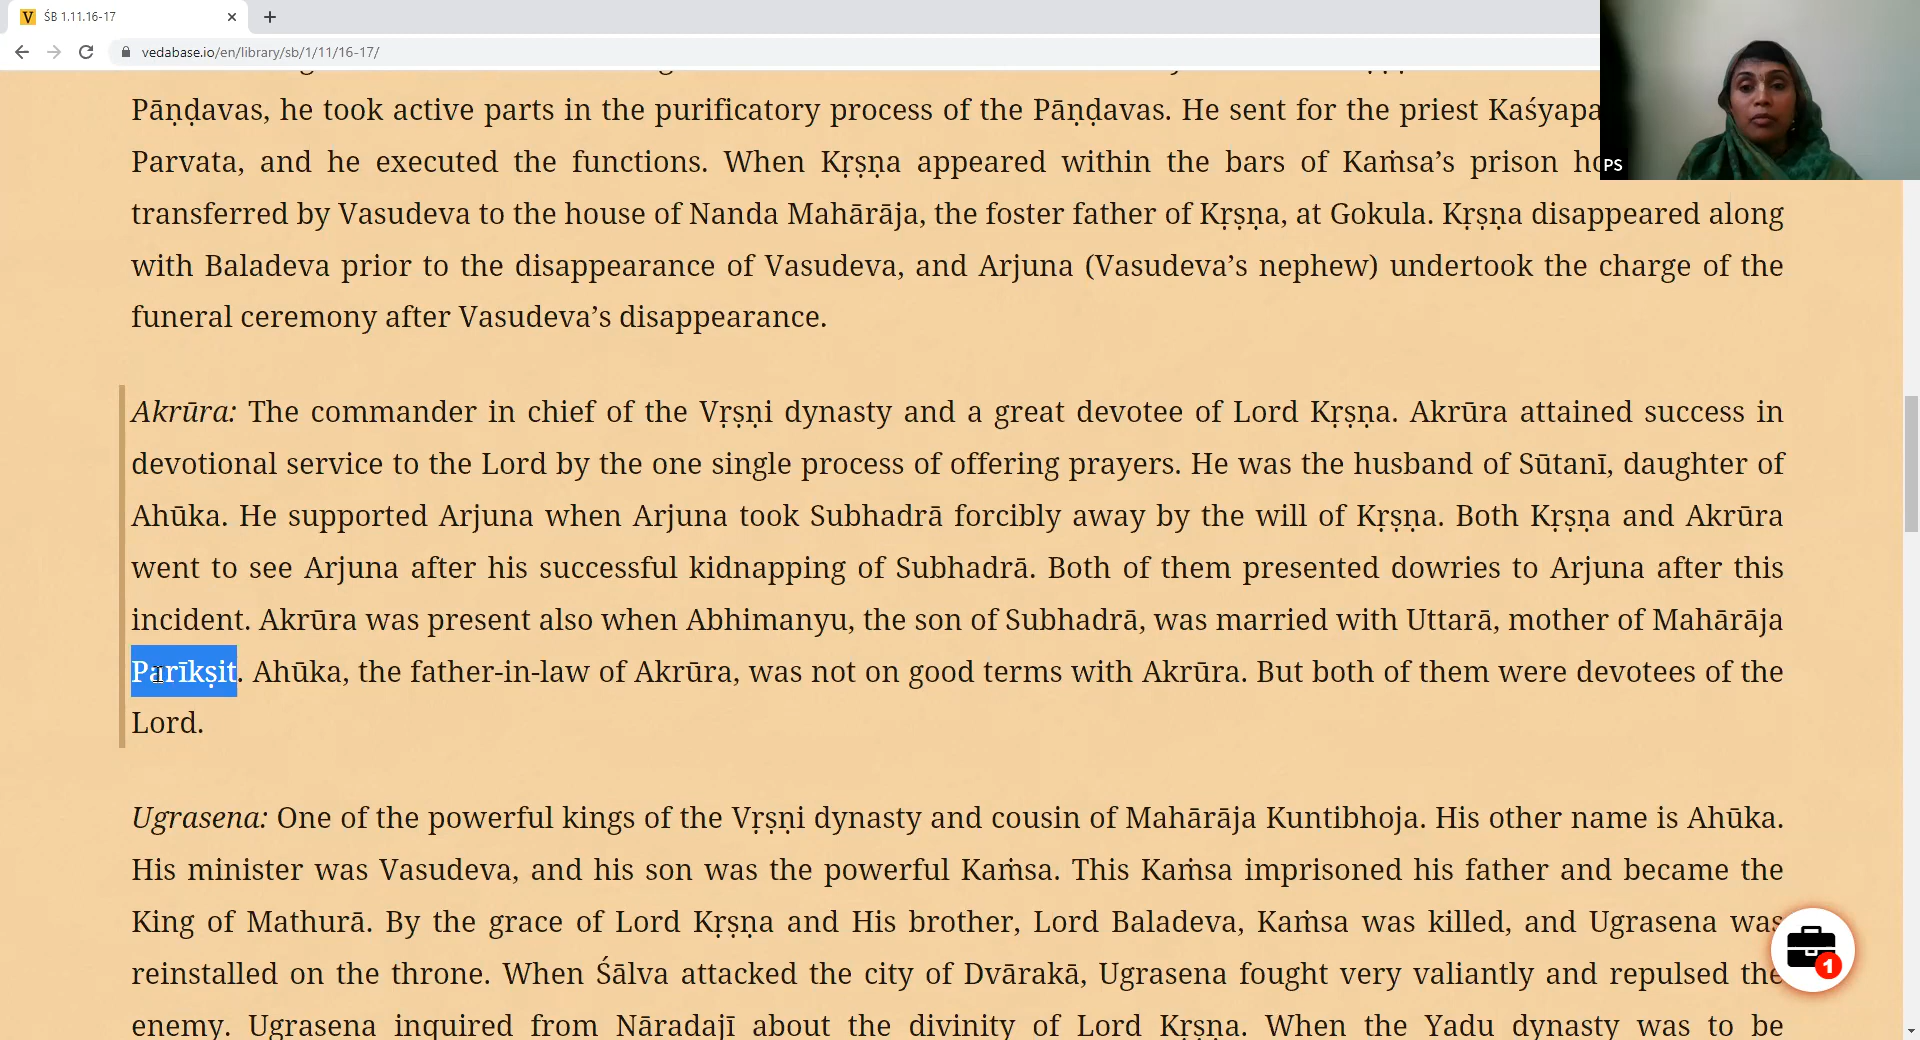 ŚB 1.11.16-17
vedabase.io/en/library/sb/1/11/16-17/
PS
Pāṇḍavas, he took active parts in the purificatory process of the Pāṇḍavas. He sent for the priest Kaśyapa
Parvata, and he executed the functions. When Kṛṣṇa appeared within the bars of Kaṁsa’s prison
transferred by Vasudeva to the house of Nanda Mahārāja, the foster father of Kṛṣṇa, at Gokula. Kṛṣṇa disappeared along
with Baladeva prior to the disappearance of Vasudeva, and Arjuna (Vasudeva’s nephew) undertook the charge of the
funeral ceremony after Vasudeva’s disappearance.
Akrūra: The commander in chief of the Vṛṣṇi dynasty and a great devotee of Lord Kṛṣṇa. Akrūra attained success in
devotional service to the Lord by the one single process of offering prayers. He was the husband of Sūtanī, daughter of
Ahūka. He supported Arjuna when Arjuna took Subhadrā forcibly away by the will of Kṛṣṇa. Both Kṛṣṇa and Akrūra
went to see Arjuna after his successful kidnapping of Subhadrā. Both of them presented dowries to Arjuna after this
incident. Akrūra was present also when Abhimanyu, the son of Subhadrā, was married with Uttarā, mother of Mahārāja
Parīkṣit. Ahūka, the father-in-law of Akrūra, was not on good terms with Akrūra. But both of them were devotees of the
Lord.
Ugrasena: One of the powerful kings of the Vṛṣṇi dynasty and cousin of Mahārāja Kuntibhoja. His other name is Ahūka.
His minister was Vasudeva, and his son was the powerful Kaṁsa. This Kaṁsa imprisoned his father and became the
King of Mathurā. By the grace of Lord Kṛṣṇa and His brother, Lord Baladeva, Kaṁsa was killed, and Ugrasena was
reinstalled on the throne. When Śālva attacked the city of Dvārakā, Ugrasena fought very valiantly and repulsed the
enemy. Ugrasena inquired from Nāradajī about the divinity of Lord Kṛṣṇa. When the Yadu dynasty was to be
1